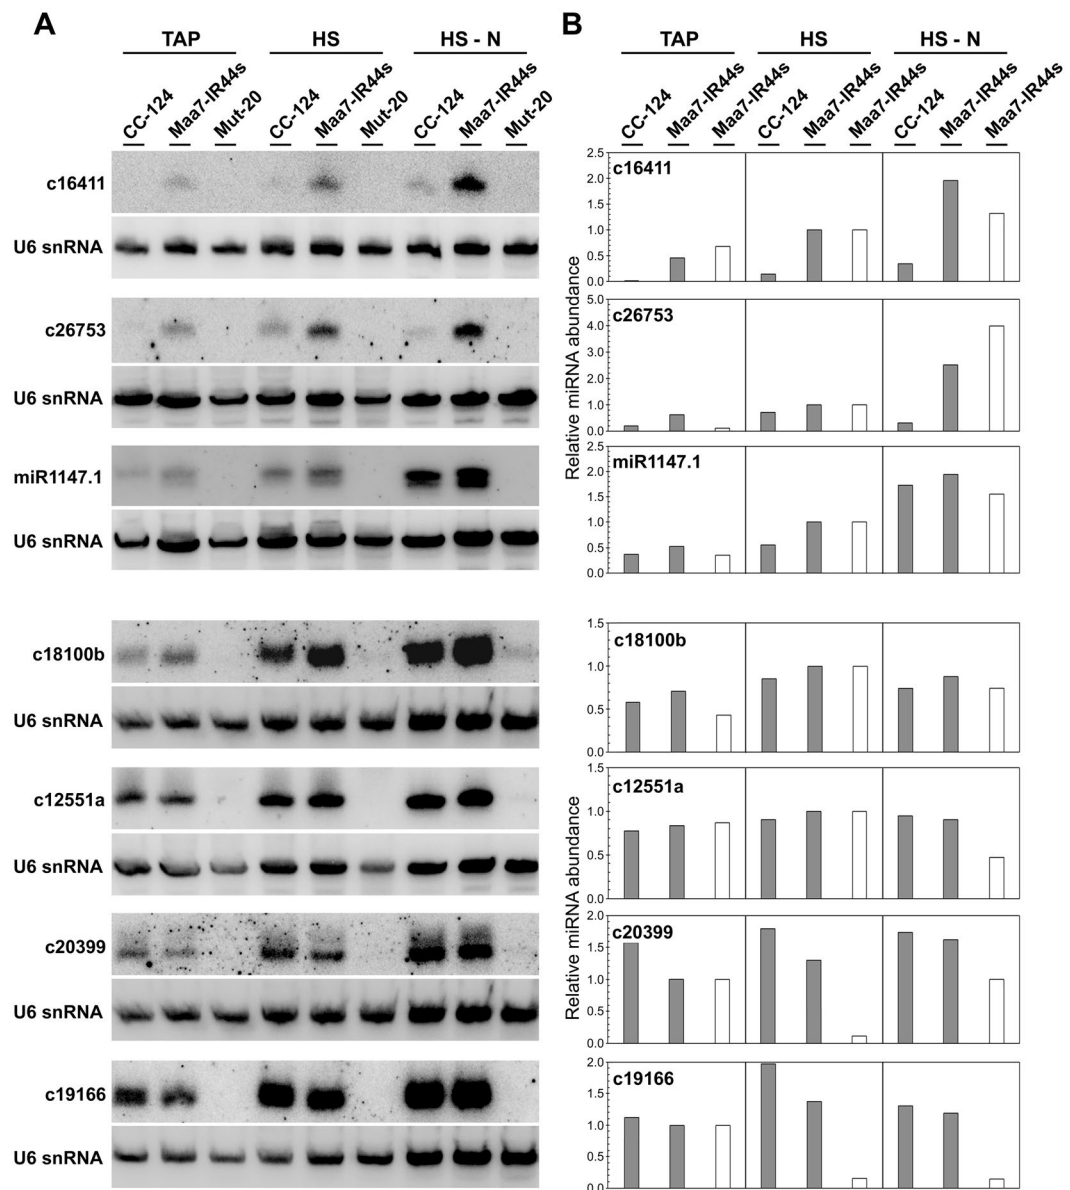 A
TAP HS HS - N
CC-124 Maa7-IR44s Mut-20 CC-124 Maa7-IR44s Mut-20 CC-124 Maa7-IR44s Mut-20
c16411
U6 snRNA
c26753
U6 snRNA
miR1147.1
U6 snRNA
c18100b
U6 snRNA
c12551a
U6 snRNA
c20399
U6 snRNA
c19166
U6 snRNA
B
TAP HS HS - N
CC-124 Maa7-IR44s Maa7-IR44s CC-124 Maa7-IR44s Maa7-IR44s CC-124 Maa7-IR44s Maa7-IR44s
Relative miRNA abundance
c16411
2.5
2.0
1.5
1.0
0.5
0.0
c26753
5.0
4.0
3.0
2.0
1.0
0.0
miR1147.1
2.5
2.0
1.5
1.0
0.5
0.0
Relative miRNA abundance
c18100b
1.5
1.0
0.5
0.0
c12551a
1.5
1.0
0.5
0.0
c20399
2.0
1.5
1.0
0.5
0.0
c19166
2.0
1.5
1.0
0.5
0.0